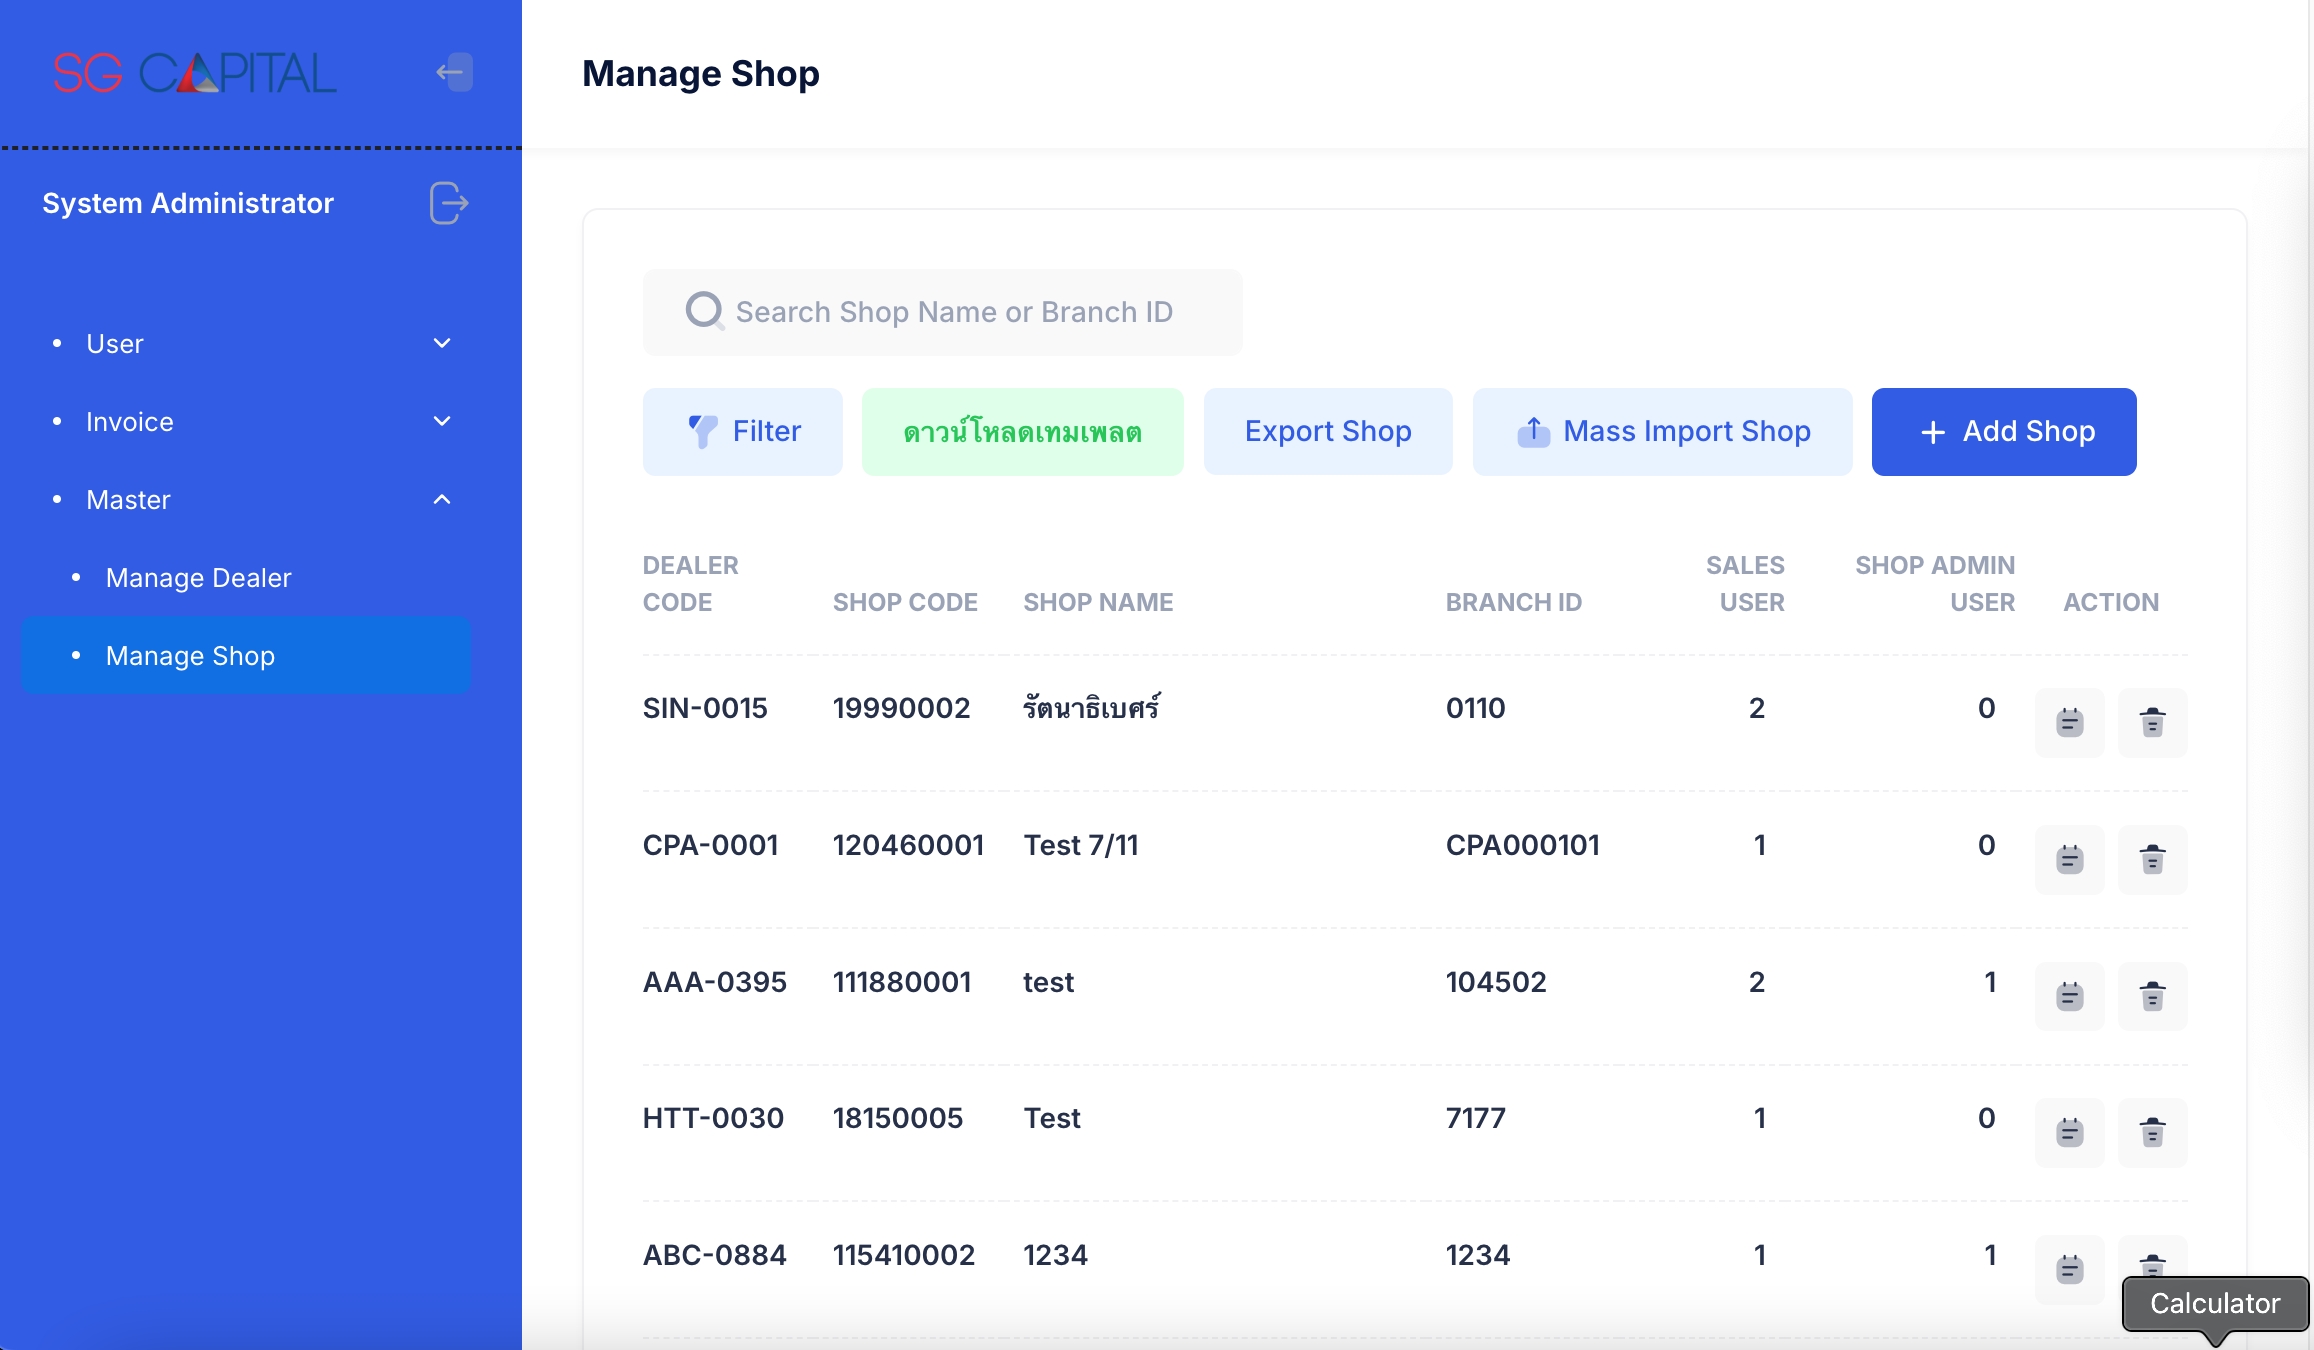 SG CAPITAL
System Administrator
User
Invoice
Master
Manage Dealer
Manage Shop
Manage Shop
Search Shop Name or Branch ID
Filter ดาวน์โหลดเทมเพลต Export Shop Mass Import Shop + Add Shop
DEALER CODE SHOP CODE SHOP NAME BRANCH ID SALES USER SHOP ADMIN USER ACTION
SIN-0015 19990002 รัตนาธิเบศร์ 0110 2 0
CPA-0001 120460001 Test 7/11 CPA000101 1 0
AAA-0395 111880001 test 104502 2 1
HTT-0030 18150005 Test 7177 1 0
ABC-0884 115410002 1234 1234 1 1
Calculator